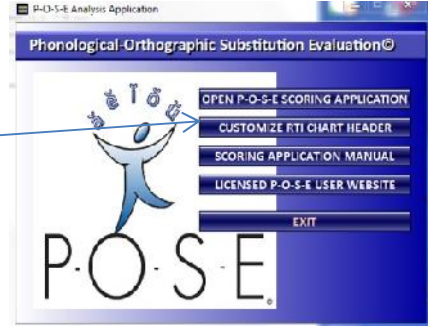 P-O-S-E Analysis Application
Phonological-Orthographic Substitution Evaluation©
ă ĕ ĭ ŏ ŭ
OPEN P-O-S-E SCORING APPLICATION
CUSTOMIZE RTI CHART HEADER
SCORING APPLICATION MANUAL
LICENSED P-O-S-E USER WEBSITE
EXIT
P·O·S·E®